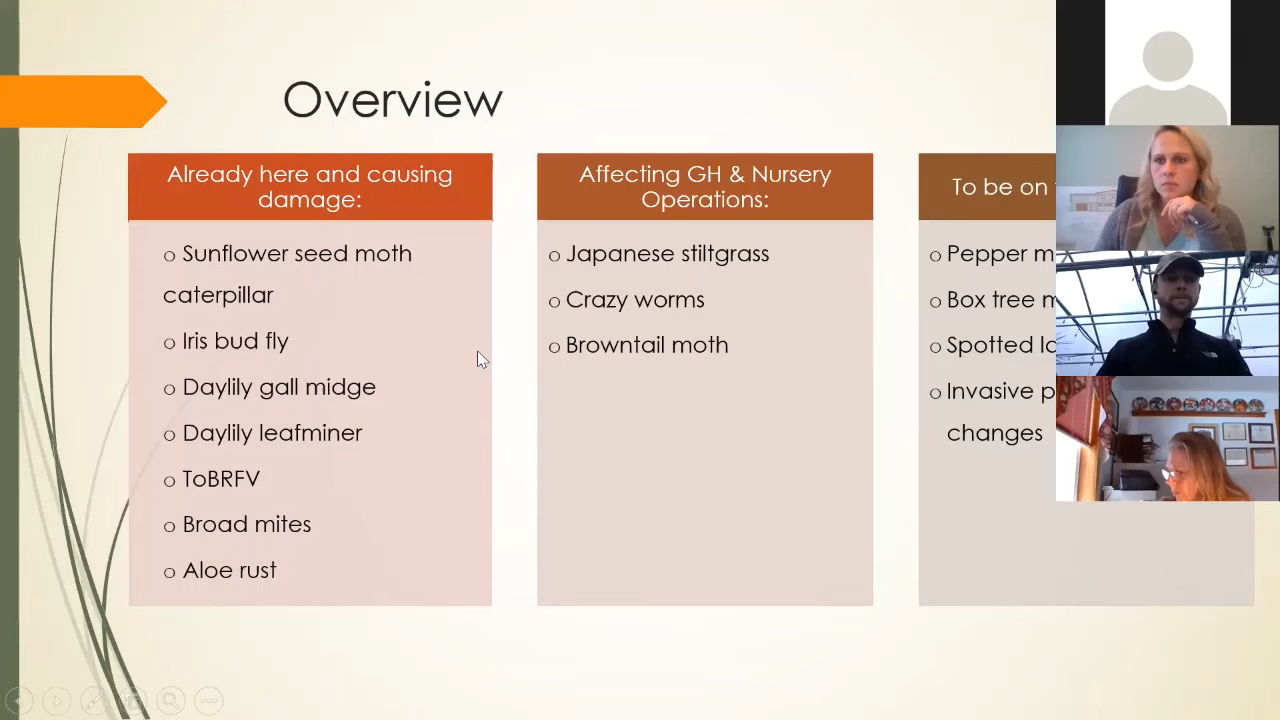 Overview
Already here and causing
damage:
o Sunflower seed moth
caterpillar
o Iris bud fly
o Daylily gall midge
o Daylily leafminer
o ToBRFV
o Broad mites
o Aloe rust
Affecting GH & Nursery
Operations:
o Japanese stiltgrass
o Crazy worms
o Browntail moth
To be on
o Pepper
o Box tree
o Spotted
o Invasive
changes